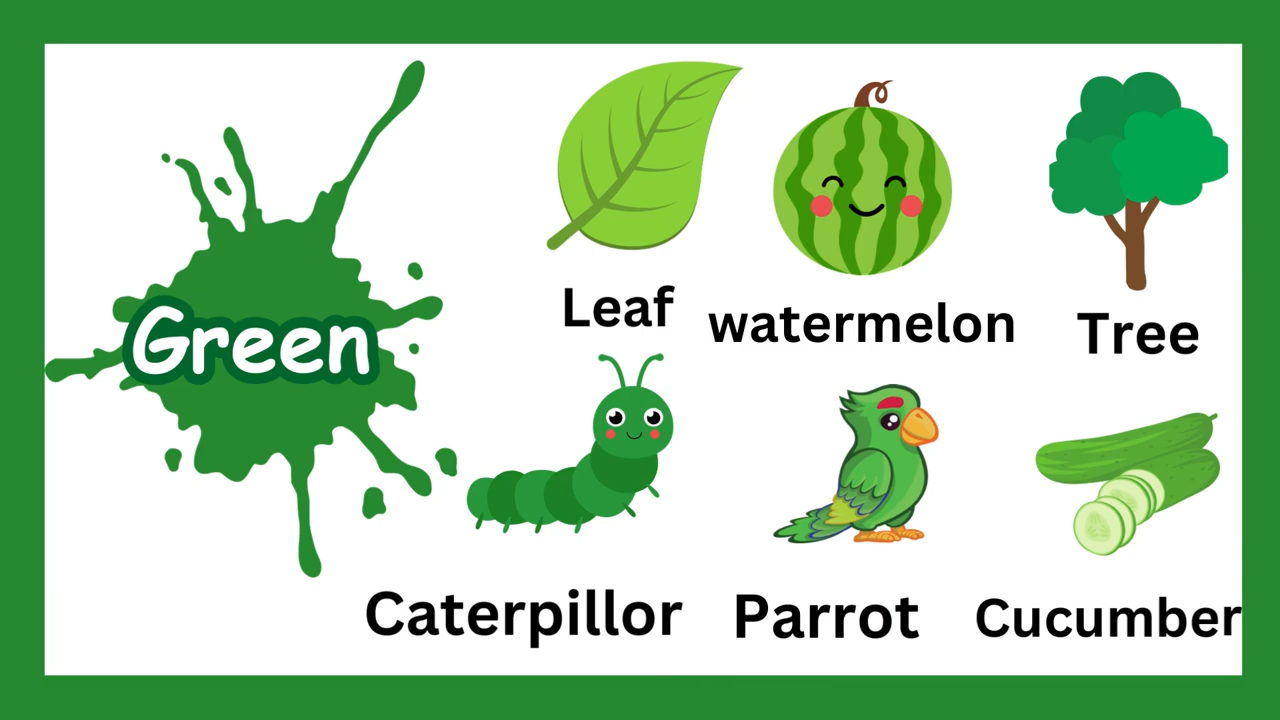 Green
Leaf
watermelon
Tree
Caterpillor
Parrot
Cucumber